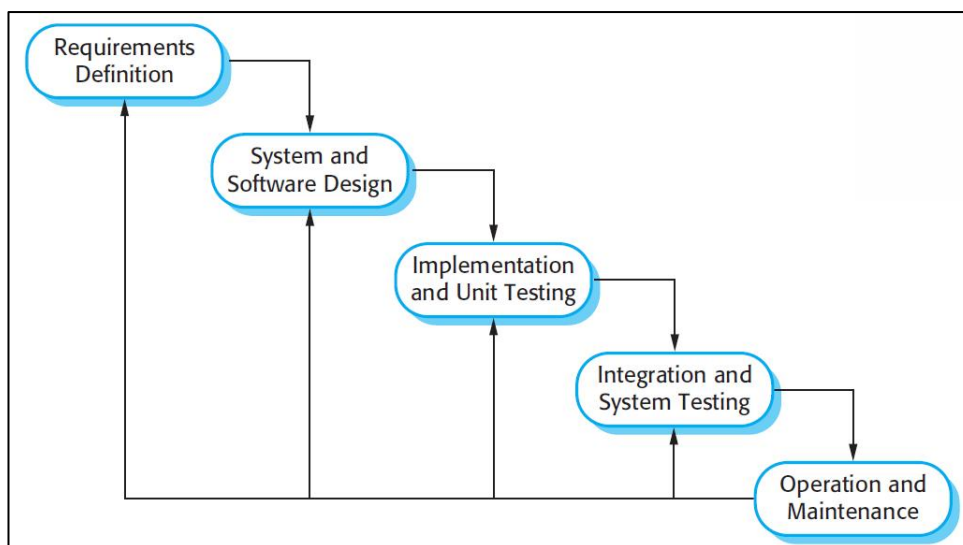 Requirements
Definition
System and
Software Design
Implementation
and Unit Testing
Integration and
System Testing
Operation and
Maintenance